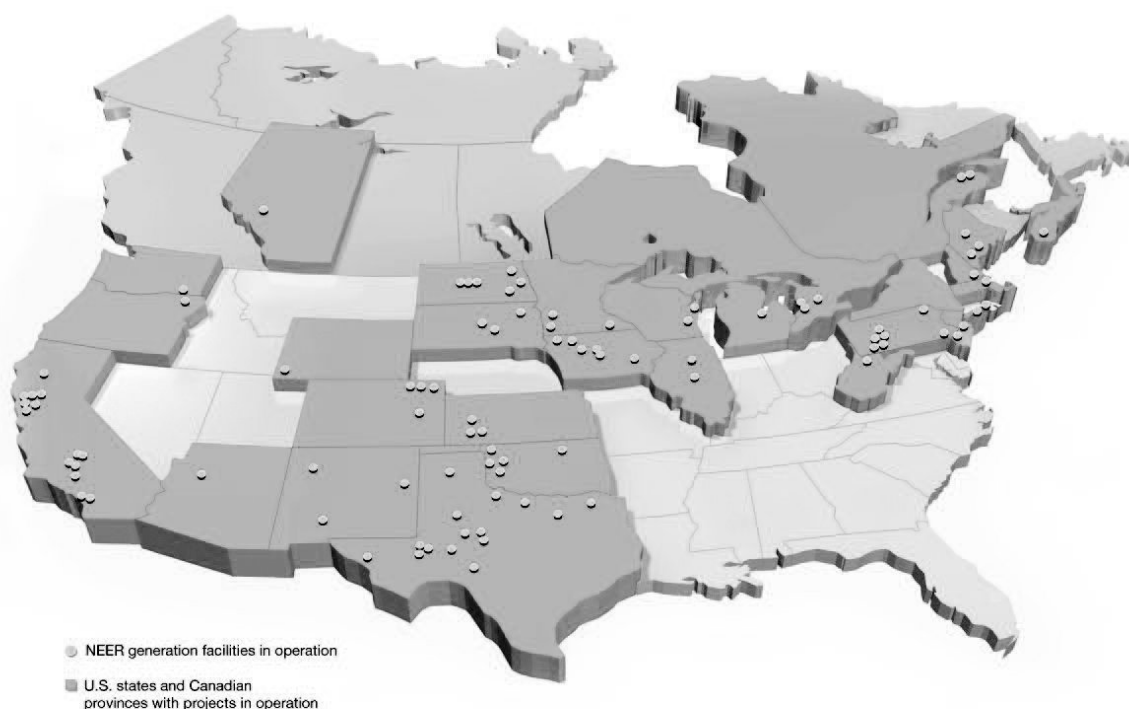 NEER generation facilities in operation
U.S. states and Canadian
provinces with projects in operation